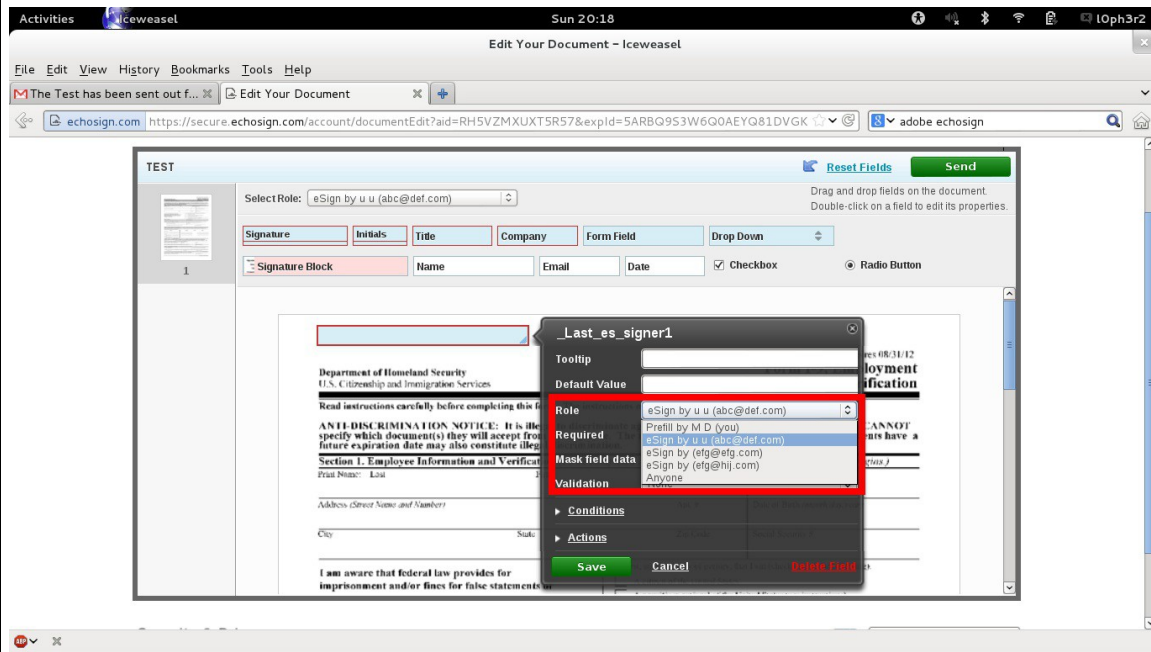 Activities Iceweasel Sun 20:18 l0ph3r2
Edit Your Document - Iceweasel
File Edit View History Bookmarks Tools Help
The Test has been sent out f... Edit Your Document
echosign.com https://secure.echosign.com/account/documentEdit?aid=RH5VZMXUXT5R57&expId=5ARBQ9S3W6Q0AEYQ81DVGK adobe echosign
TEST Reset Fields Send
Select Role: eSign by u u (abc@def.com)
Drag and drop fields on the document.
Double-click on a field to edit its properties.
Signature Initials Title Company Form Field Drop Down
Signature Block Name Email Date Checkbox Radio Button
1
_Last_es_signer1
Tooltip
Default Value
Role eSign by u u (abc@def.com)
Prefill by M D (you)
eSign by u u (abc@def.com)
eSign by (efg@efg.com)
eSign by (efg@hij.com)
Anyone
Required
Mask field data
Validation
Conditions
Actions
Save Cancel Delete Field
08/31/12
Department of Homeland Security
U.S. Citizenship and Immigration Services
Read instructions carefully before completing this
ANTI-DISCRIMINATION NOTICE: It is CANNOT
specify which document(s) they will accept have a
future expiration date may also constitute
Section 1. Employee Information and
Print Name: Last
Address (Street Name and Number)
City State
I am aware that federal law provides for
imprisonment and/or fines for false statements
ABP